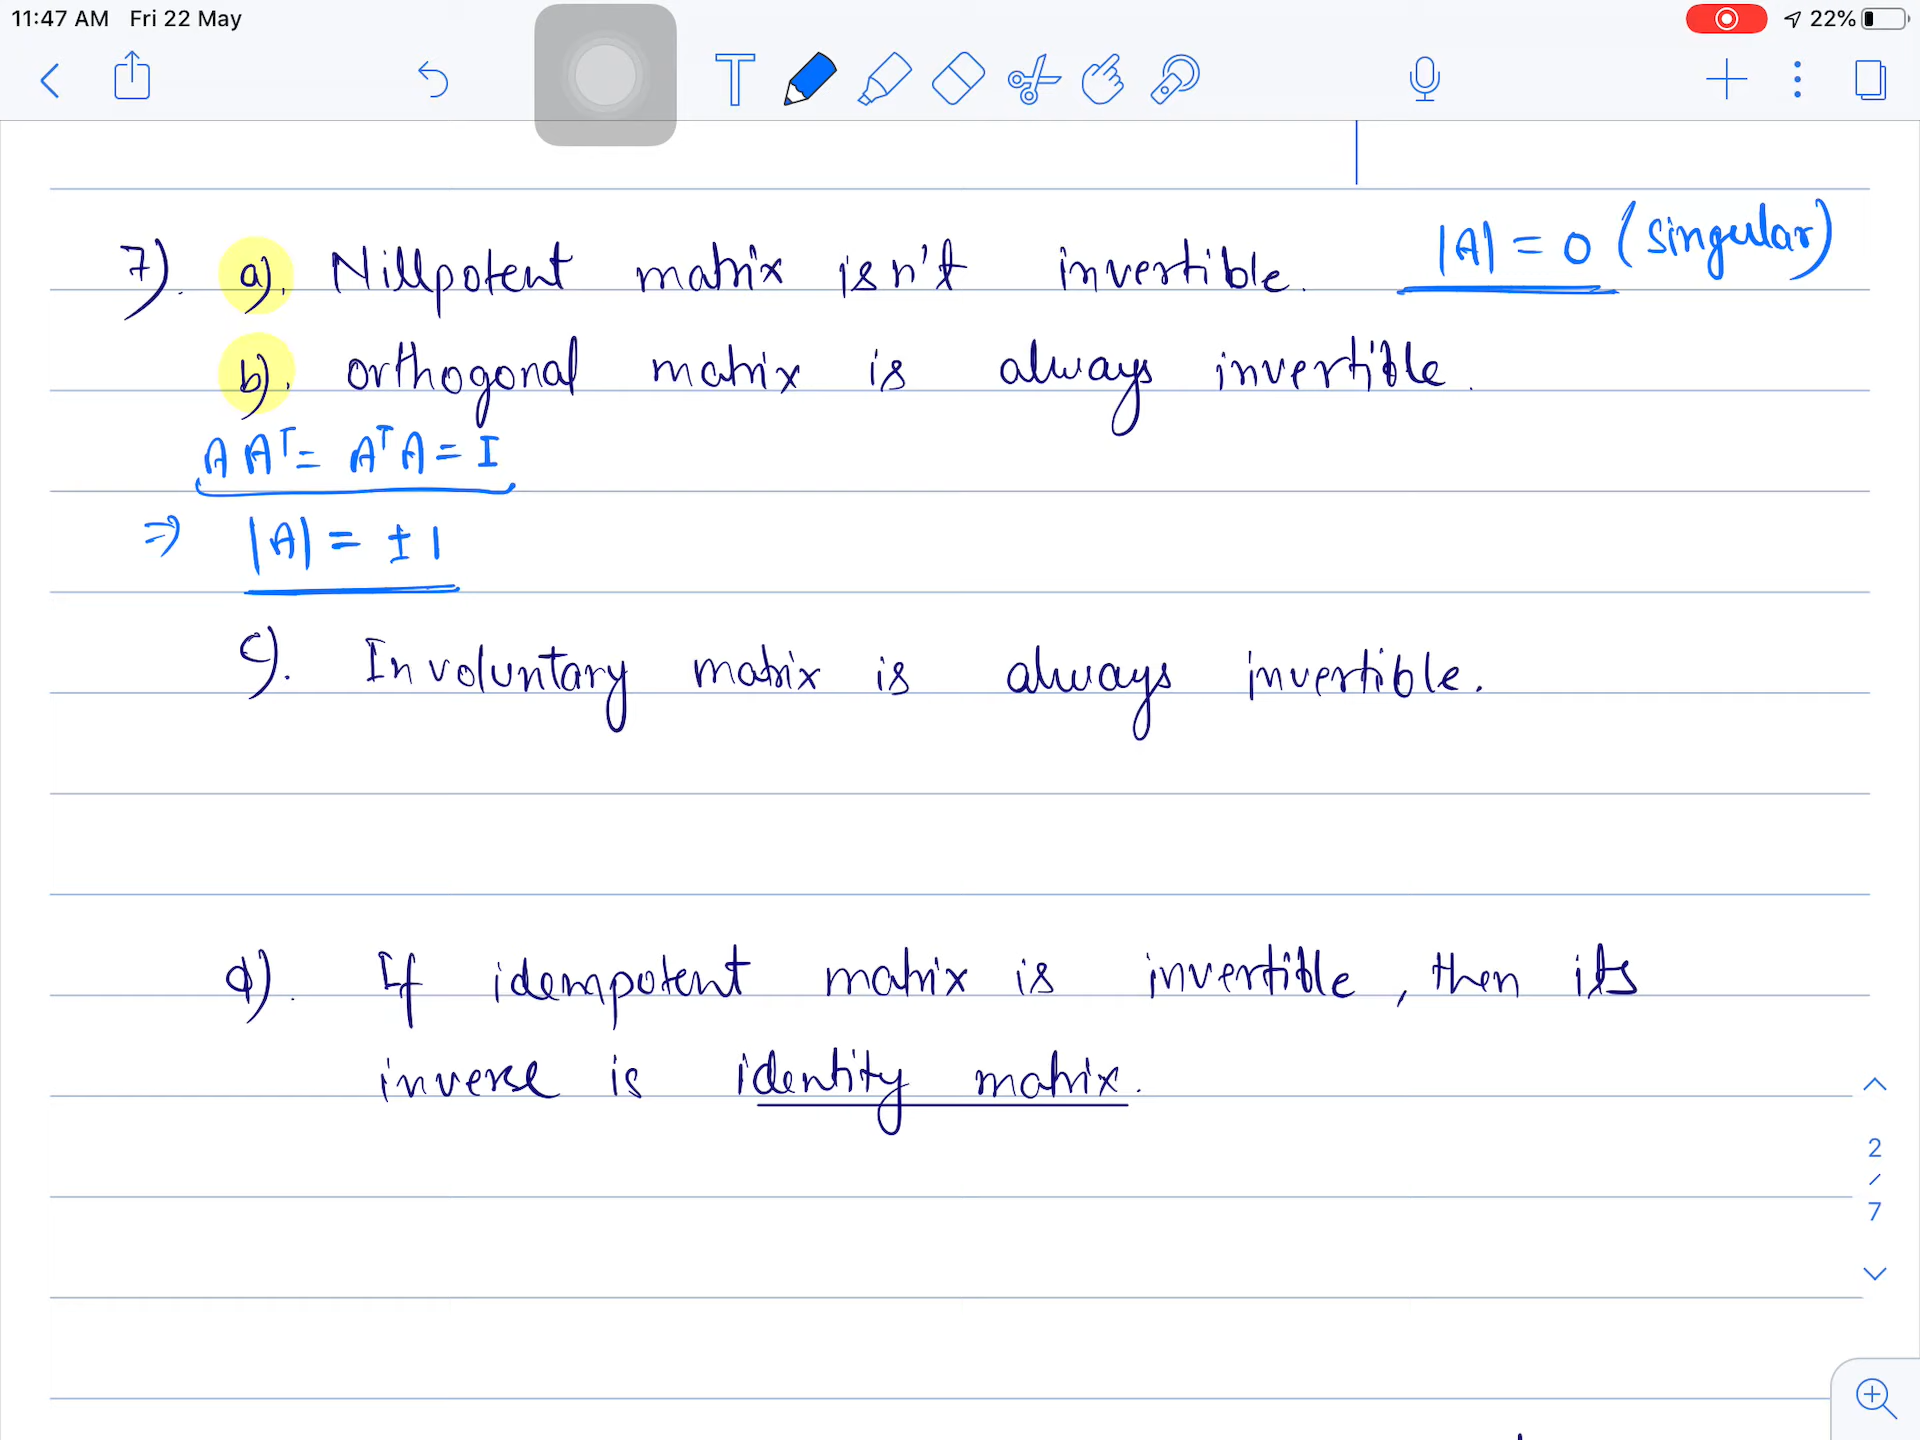 11:47 AM Fri 22 May
22%
7). a). Nillpotent matrix isn't invertible. |A| = 0 (singular)
b). orthogonal matrix is always invertible.
A Aᵀ = Aᵀ A = I
⇒ |A| = ± 1
c). Involuntary matrix is always invertible.
d). If idempotent matrix is invertible, then its
inverse is identity matrix.
2
/
7